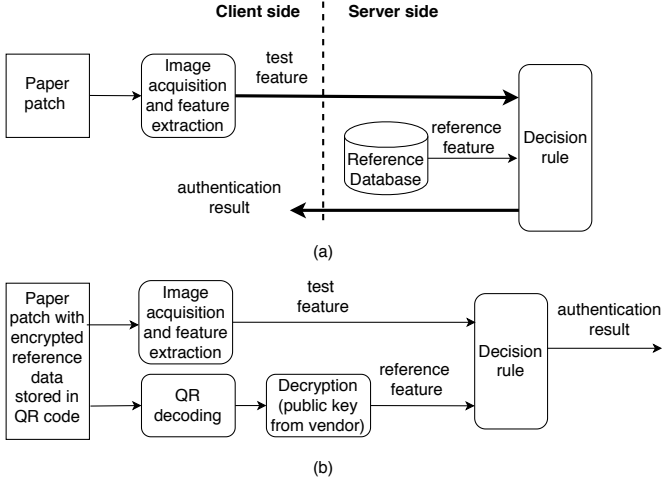 Client side
Server side
Paper
patch
Image
acquisition
and feature
extraction
test
feature
Reference
Database
reference
feature
Decision
rule
authentication
result
(a)
Paper
patch with
encrypted
reference
data
stored in
QR code
Image
acquisition
and feature
extraction
test
feature
QR
decoding
Decryption
(public key
from vendor)
reference
feature
Decision
rule
authentication
result
(b)